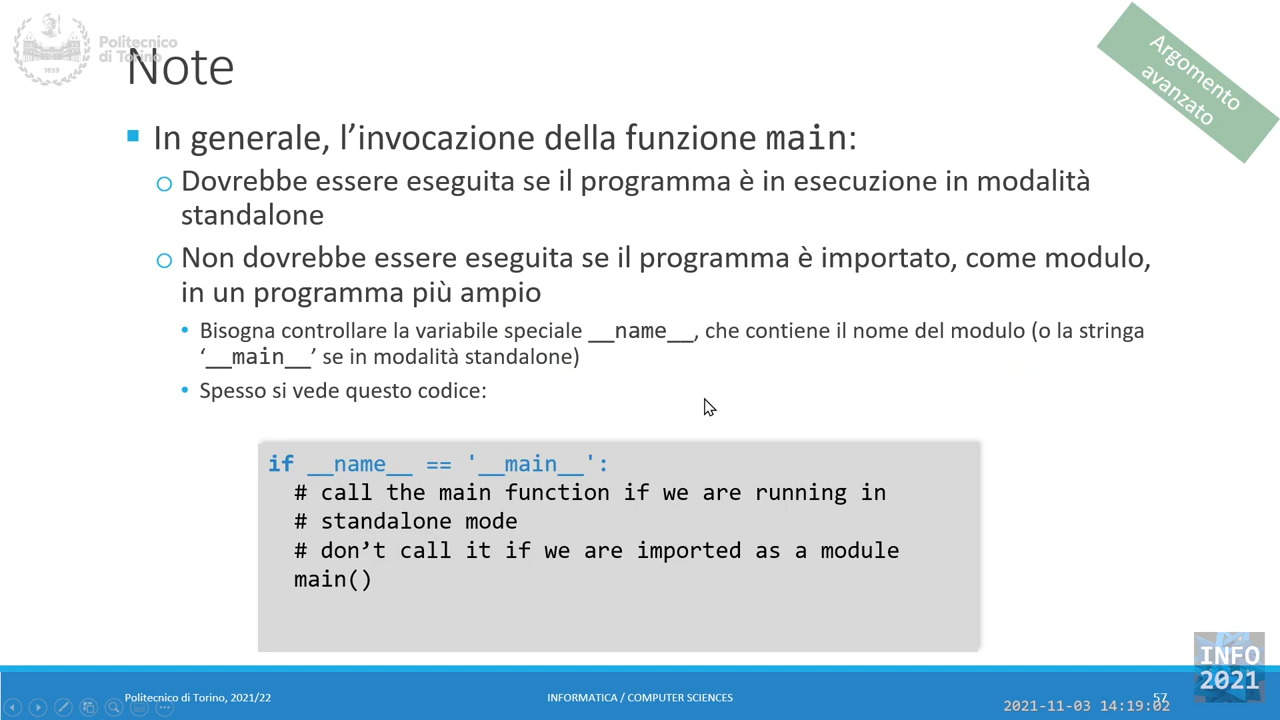 Politecnico
di Torino
1859
Note
Argomento
avanzato
In generale, l’invocazione della funzione main:
Dovrebbe essere eseguita se il programma è in esecuzione in modalità
standalone
Non dovrebbe essere eseguita se il programma è importato, come modulo,
in un programma più ampio
Bisogna controllare la variabile speciale __name__, che contiene il nome del modulo (o la stringa
‘__main__’ se in modalità standalone)
Spesso si vede questo codice:
if __name__ == '__main__':
# call the main function if we are running in
# standalone mode
# don’t call it if we are imported as a module
main()
INFO
2021
Politecnico di Torino, 2021/22
INFORMATICA / COMPUTER SCIENCES
57
2021-11-03 14:19:02